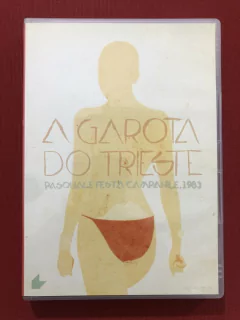 A GAROTA
DO TRIESTE
PASQUALE FESTA CAMPANILE, 1983